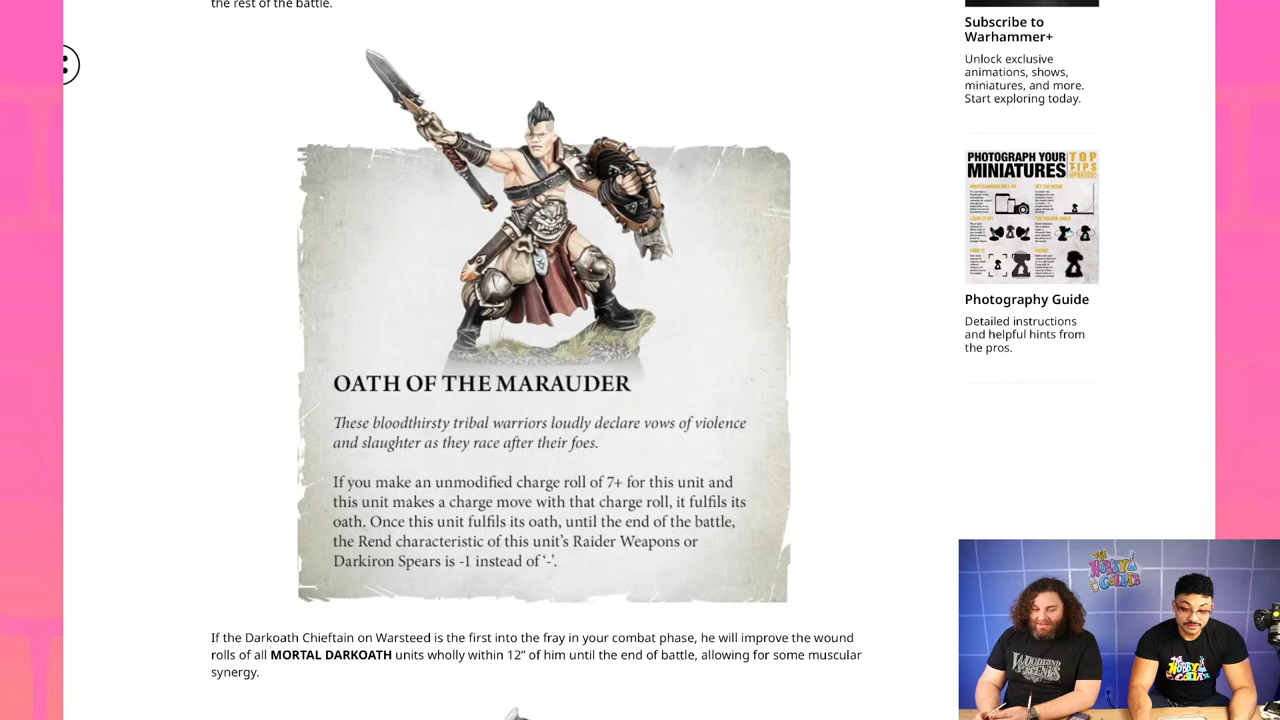 the rest of the battle.
OATH OF THE MARAUDER
These bloodthirsty tribal warriors loudly declare vows of violence
and slaughter as they race after their foes.
If you make an unmodified charge roll of 7+ for this unit and
this unit makes a charge move with that charge roll, it fulfils its
oath. Once this unit fulfils its oath, until the end of the battle,
the Rend characteristic of this unit's Raider Weapons or
Darkiron Spears is -1 instead of '-'.
If the Darkoath Chieftain on Warsteed is the first into the fray in your combat phase, he will improve the wound
rolls of all MORTAL DARKOATH units wholly within 12” of him until the end of battle, allowing for some muscular
synergy.
Subscribe to
Warhammer+
Unlock exclusive
animations, shows,
miniatures, and more.
Start exploring today.
PHOTOGRAPH YOUR
MINIATURES
TOP
TIPS
Photography Guide
Detailed instructions
and helpful hints from
the pros.
THE
HOBBY
COLLAB
THE
HOBBY
COLLAB